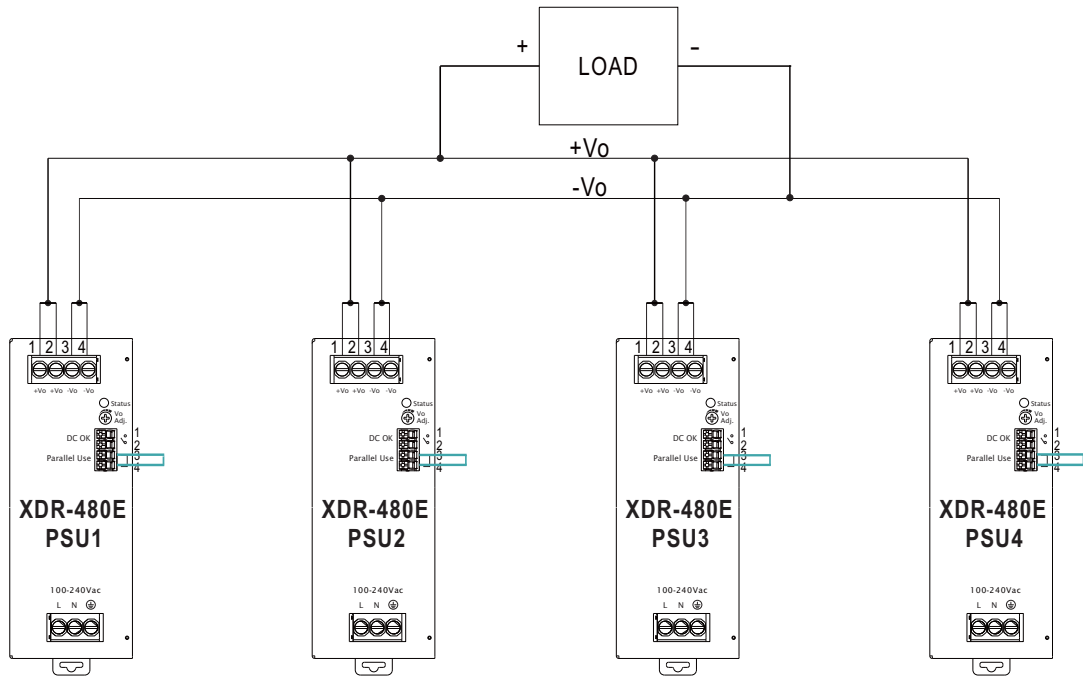 + LOAD -
+Vo
-Vo
1 2 3 4
+Vo +Vo -Vo -Vo
Status
Vo
Adj.
DC OK
1
2
Parallel Use
3
4
XDR-480E
PSU1
100-240Vac
L N
1 2 3 4
+Vo +Vo -Vo -Vo
Status
Vo
Adj.
DC OK
1
2
Parallel Use
3
4
XDR-480E
PSU2
100-240Vac
L N
1 2 3 4
+Vo +Vo -Vo -Vo
Status
Vo
Adj.
DC OK
1
2
Parallel Use
3
4
XDR-480E
PSU3
100-240Vac
L N
1 2 3 4
+Vo +Vo -Vo -Vo
Status
Vo
Adj.
DC OK
1
2
Parallel Use
3
4
XDR-480E
PSU4
100-240Vac
L N